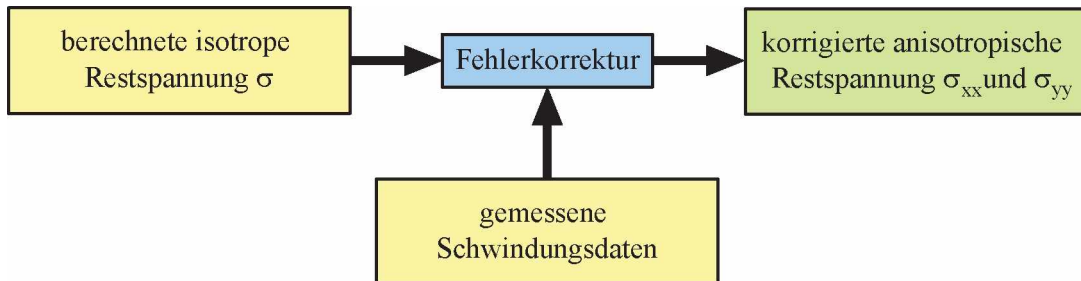 berechnete isotrope
Restspannung σ
Fehlerkorrektur
korrigierte anisotropische
Restspannung σxx und σyy
gemessene
Schwindungsdaten